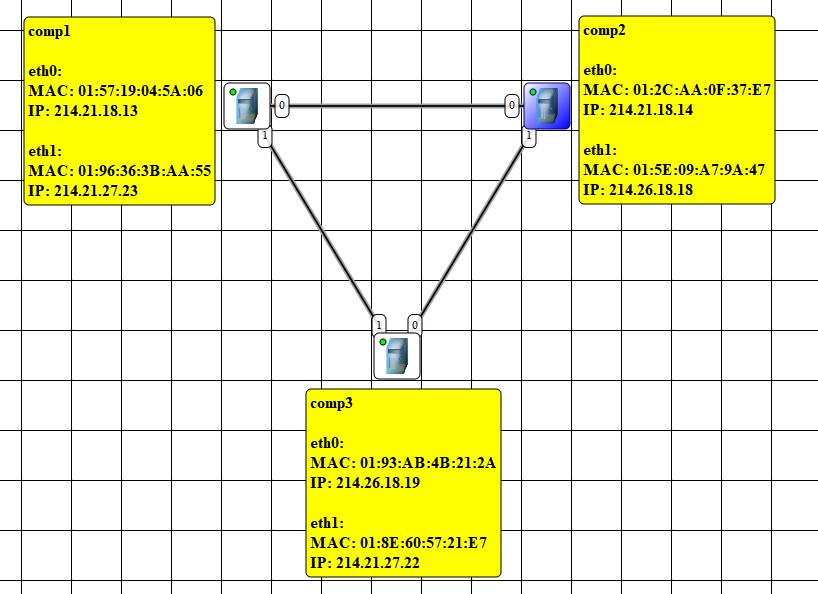 comp1
eth0:
MAC: 01:57:19:04:5A:06
IP: 214.21.18.13
eth1:
MAC: 01:96:36:3B:AA:55
IP: 214.21.27.23
comp2
eth0:
MAC: 01:2C:AA:0F:37:E7
IP: 214.21.18.14
eth1:
MAC: 01:5E:09:A7:9A:47
IP: 214.26.18.18
0
0
1
1
1
0
comp3
eth0:
MAC: 01:93:AB:4B:21:2A
IP: 214.26.18.19
eth1:
MAC: 01:8E:60:57:21:E7
IP: 214.21.27.22